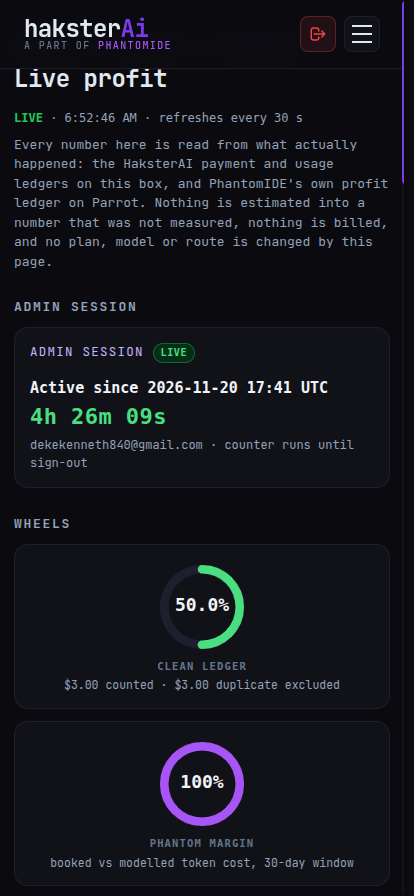 haksterAi
A PART OF PHANTOMIDE
Live profit
LIVE · 6:52:46 AM · refreshes every 30 s
Every number here is read from what actually
happened: the HaksterAI payment and usage
ledgers on this box, and PhantomIDE's own profit
ledger on Parrot. Nothing is estimated into a
number that was not measured, nothing is billed,
and no plan, model or route is changed by this
page.
ADMIN SESSION
ADMIN SESSION LIVE
Active since 2026-11-20 17:41 UTC
4h 26m 09s
dekekenneth840@gmail.com · counter runs until
sign-out
WHEELS
50.0%
CLEAN LEDGER
$3.00 counted · $3.00 duplicate excluded
100%
PHANTOM MARGIN
booked vs modelled token cost, 30-day window